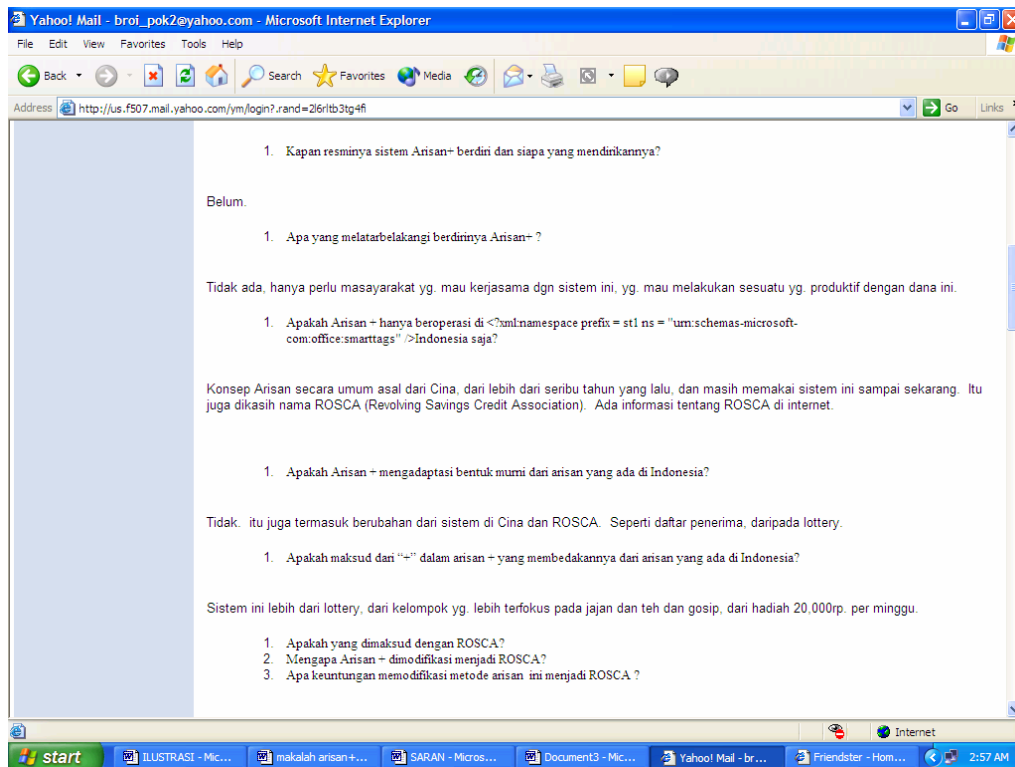 Yahoo! Mail - broi_pok2@yahoo.com - Microsoft Internet Explorer
File Edit View Favorites Tools Help
Back Search Favorites Media
Address http://us.f507.mail.yahoo.com/ym/login?.rand=2l6rltb3tg4fi Go Links
1. Kapan resminya sistem Arisan+ berdiri dan siapa yang mendirikannya?
Belum.
1. Apa yang melatarbelakangi berdirinya Arisan+ ?
Tidak ada, hanya perlu masayarakat yg. mau kerjasama dgn sistem ini, yg. mau melakukan sesuatu yg. produktif dengan dana ini.
1. Apakah Arisan + hanya beroperasi di <?xml:namespace prefix = st1 ns = "urn:schemas-microsoft-
com:office:smarttags" />Indonesia saja?
Konsep Arisan secara umum asal dari Cina, dari lebih dari seribu tahun yang lalu, dan masih memakai sistem ini sampai sekarang. Itu
juga dikasih nama ROSCA (Revolving Savings Credit Association). Ada informasi tentang ROSCA di internet.
1. Apakah Arisan + mengadaptasi bentuk murni dari arisan yang ada di Indonesia?
Tidak. itu juga termasuk berubahan dari sistem di Cina dan ROSCA. Seperti daftar penerima, daripada lottery.
1. Apakah maksud dari “+” dalam arisan + yang membedakannya dari arisan yang ada di Indonesia?
Sistem ini lebih dari lottery, dari kelompok yg. lebih terfokus pada jajan dan teh dan gosip, dari hadiah 20,000rp. per minggu.
1. Apakah yang dimaksud dengan ROSCA?
2. Mengapa Arisan + dimodifikasi menjadi ROSCA?
3. Apa keuntungan memodifikasi metode arisan ini menjadi ROSCA ?
Internet
start ILUSTRASI - Mic... makalah arisan+... SARAN - Micros... Document3 - Mic... Yahoo! Mail - br... Friendster - Hom... 2:57 AM